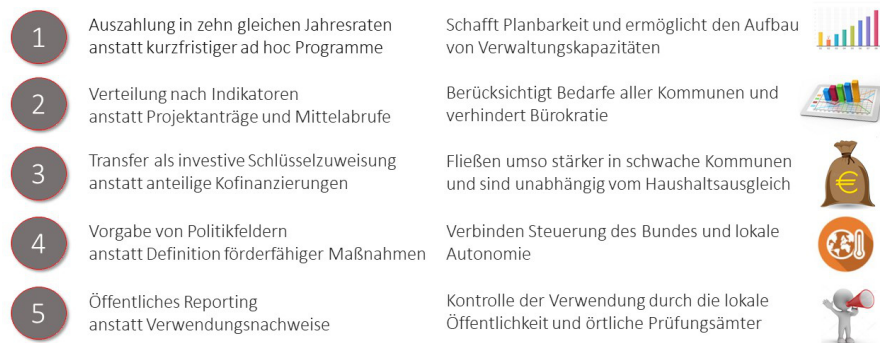 1
Auszahlung in zehn gleichen Jahresraten
anstatt kurzfristiger ad hoc Programme
Schafft Planbarkeit und ermöglicht den Aufbau
von Verwaltungskapazitäten
2
Verteilung nach Indikatoren
anstatt Projektanträge und Mittelabrufe
Berücksichtigt Bedarfe aller Kommunen und
verhindert Bürokratie
3
Transfer als investive Schlüsselzuweisung
anstatt anteilige Kofinanzierungen
Fließen umso stärker in schwache Kommunen
und sind unabhängig vom Haushaltsausgleich
€
4
Vorgabe von Politikfeldern
anstatt Definition förderfähiger Maßnahmen
Verbinden Steuerung des Bundes und lokale
Autonomie
5
Öffentliches Reporting
anstatt Verwendungsnachweise
Kontrolle der Verwendung durch die lokale
Öffentlichkeit und örtliche Prüfungsämter